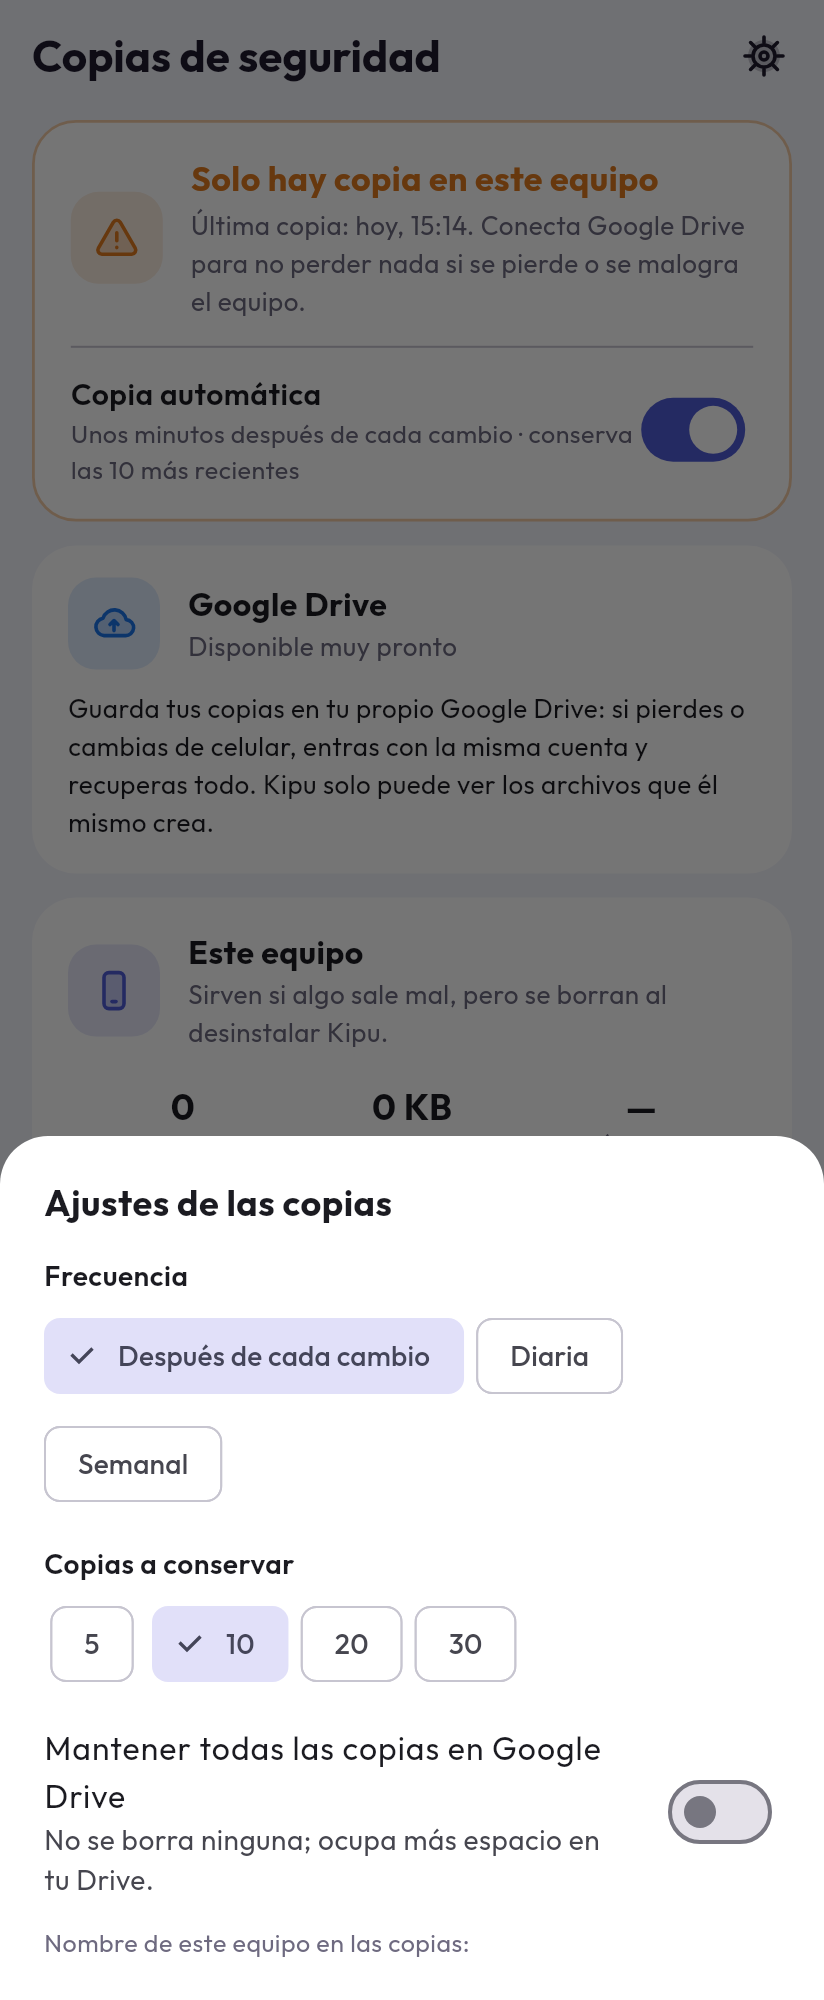 Copias de seguridad
Solo hay copia en este equipo
Última copia: hoy, 15:14. Conecta Google Drive
para no perder nada si se pierde o se malogra
el equipo.
Copia automática
Unos minutos después de cada cambio · conserva
las 10 más recientes
Google Drive
Disponible muy pronto
Guarda tus copias en tu propio Google Drive: si pierdes o
cambias de celular, entras con la misma cuenta y
recuperas todo. Kipu solo puede ver los archivos que él
mismo crea.
Este equipo
Sirven si algo sale mal, pero se borran al
desinstalar Kipu.
0 0 KB —
Ajustes de las copias
Frecuencia
Después de cada cambio Diaria
Semanal
Copias a conservar
5 10 20 30
Mantener todas las copias en Google
Drive
No se borra ninguna; ocupa más espacio en
tu Drive.
Nombre de este equipo en las copias: